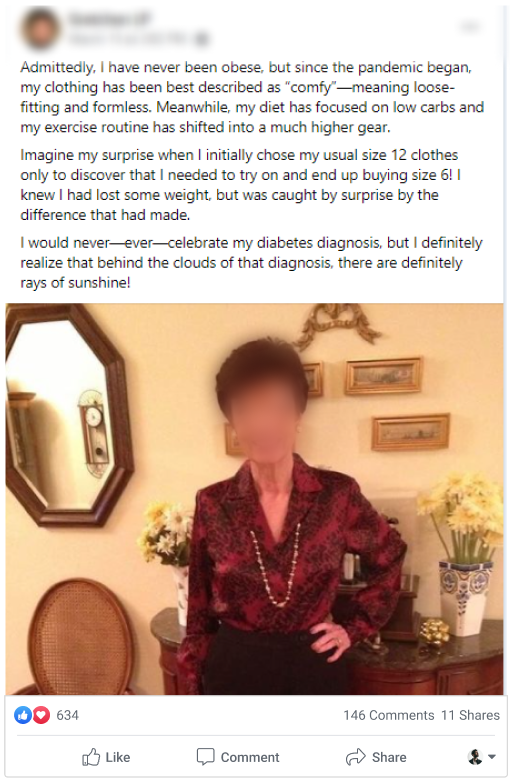 Admittedly, I have never been obese, but since the pandemic began,
my clothing has been best described as “comfy”—meaning loose-
fitting and formless. Meanwhile, my diet has focused on low carbs and
my exercise routine has shifted into a much higher gear.
Imagine my surprise when I initially chose my usual size 12 clothes
only to discover that I needed to try on and end up buying size 6! I
knew I had lost some weight, but was caught by surprise by the
difference that had made.
I would never—ever—celebrate my diabetes diagnosis, but I definitely
realize that behind the clouds of that diagnosis, there are definitely
rays of sunshine!
634 146 Comments 11 Shares
Like Comment Share